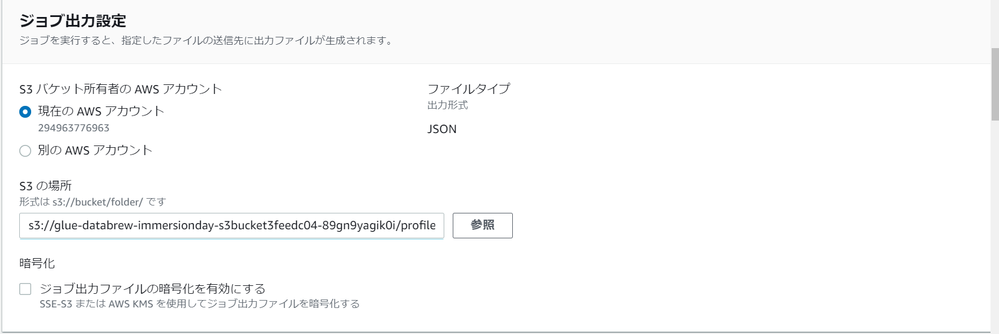 ジョブ出力設定
ジョブを実行すると、指定したファイルの送信先に出力ファイルが生成されます。
S3 バケット所有者の AWS アカウント
現在の AWS アカウント
294963776963
別の AWS アカウント
ファイルタイプ
出力形式
JSON
S3 の場所
形式は s3://bucket/folder/ です
s3://glue-databrew-immersionday-s3bucket3feedc04-89gn9yagik0i/profile
参照
暗号化
ジョブ出力ファイルの暗号化を有効にする
SSE-S3 または AWS KMS を使用してジョブ出力ファイルを暗号化する